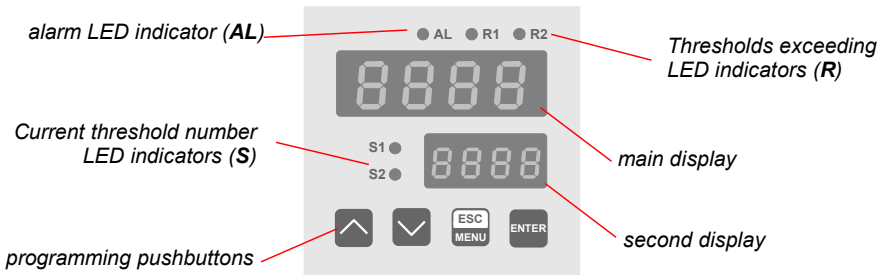 alarm LED indicator (AL)
AL R1 R2
Thresholds exceeding
LED indicators (R)
8888
Current threshold number
LED indicators (S)
S1
S2
8888
main display
ESC
MENU
ENTER
programming pushbuttons
second display